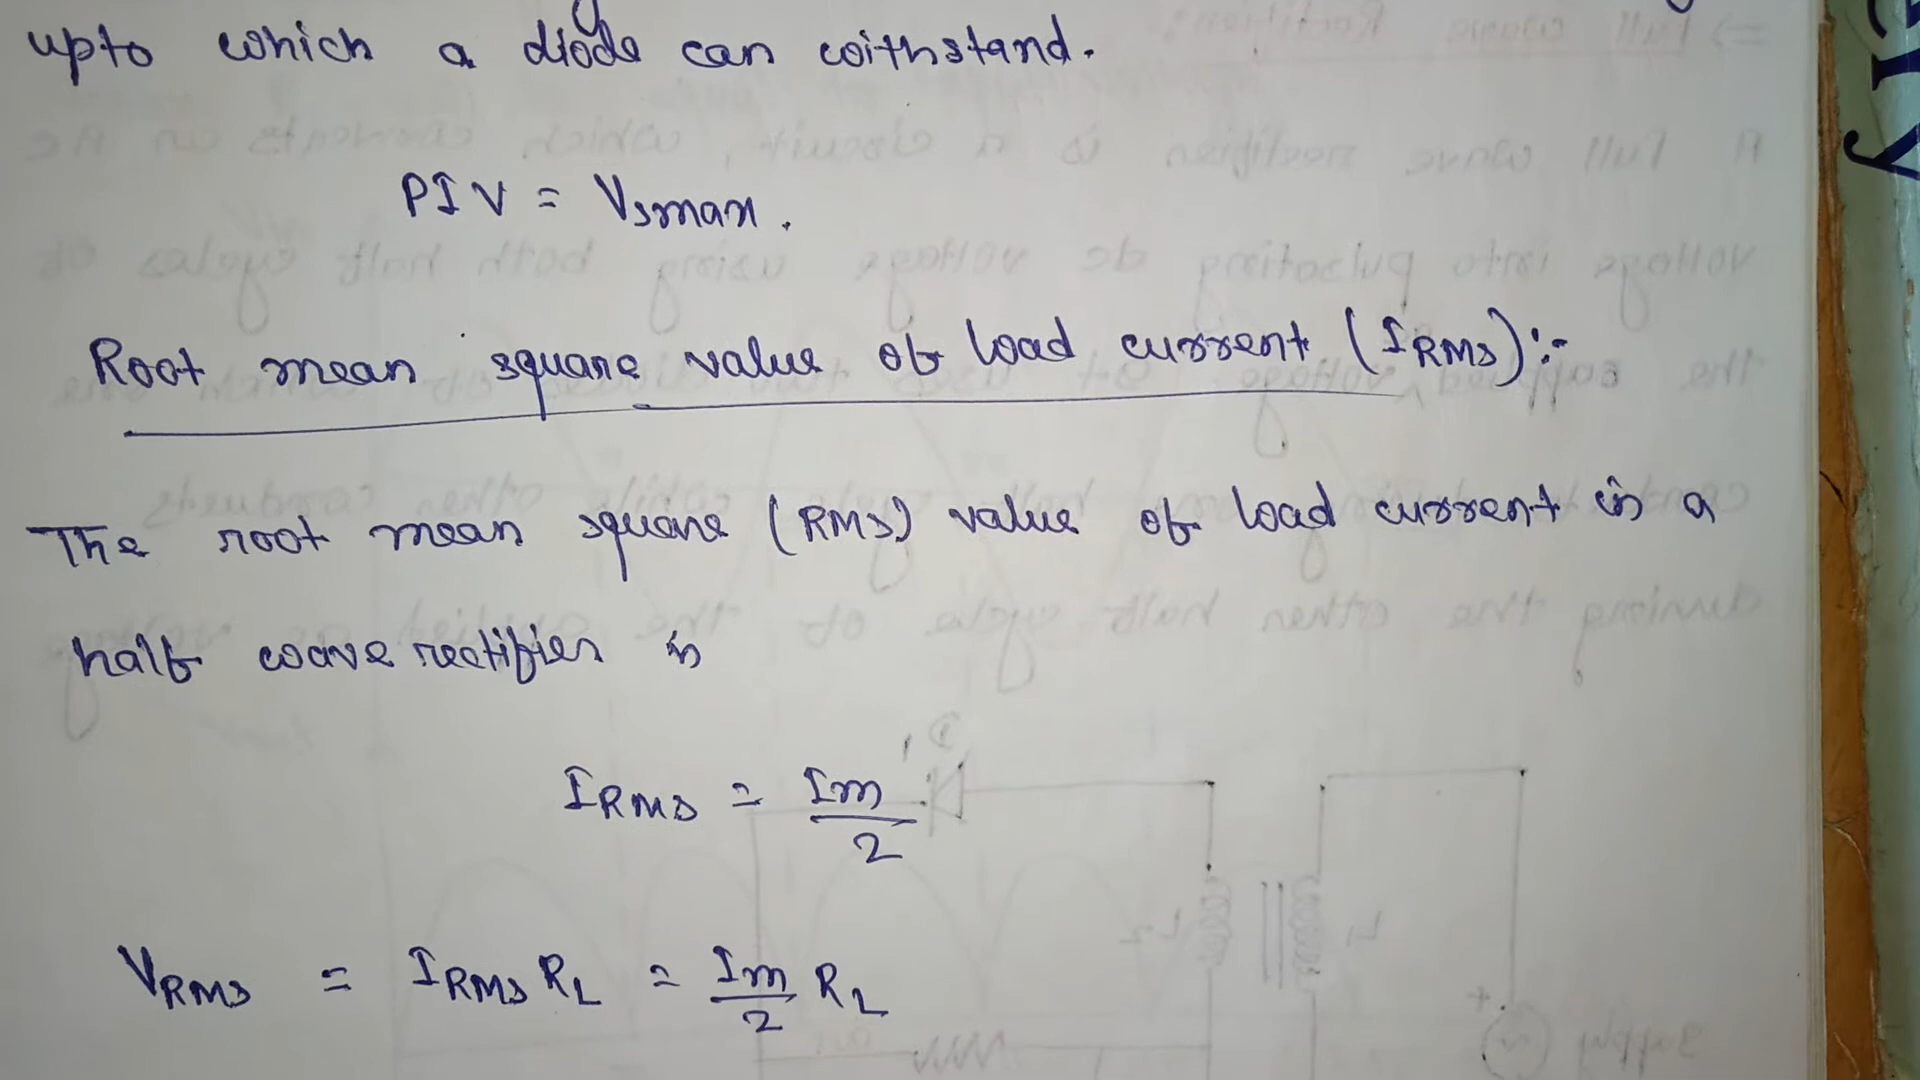 upto which a diode can withstand.
PIV = Vsmax.
Root mean square value of load current (IRMS):-
The root mean square (RMS) value of load current in a
half wave rectifier is
IRMS = Im/2
VRMS = IRMS RL = Im/2 RL